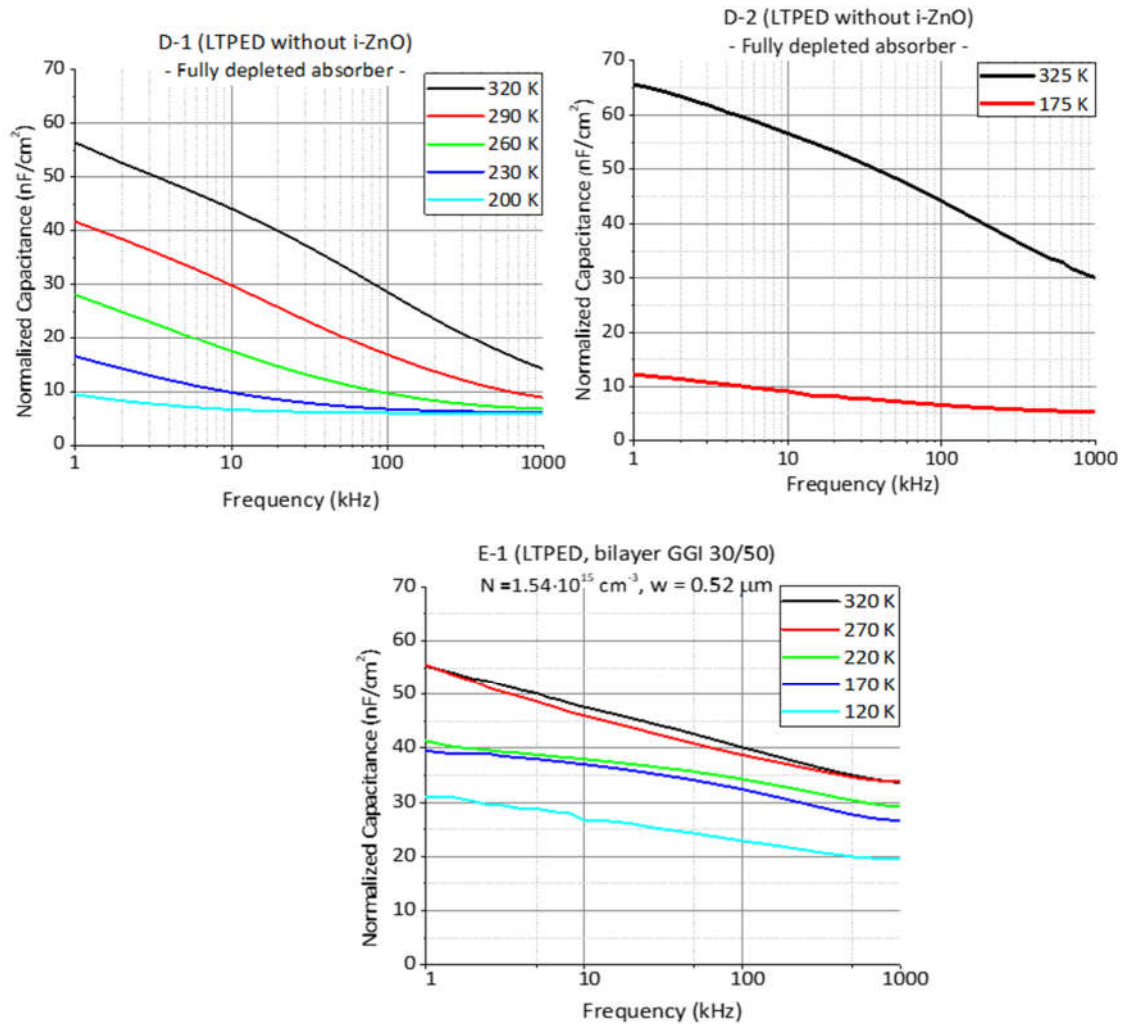 D-1 (LTPED without i-ZnO)
- Fully depleted absorber -
70
60
50
40
30
20
10
0
Normalized Capacitance (nF/cm²)
320 K
290 K
260 K
230 K
200 K
1
10
100
1000
Frequency (kHz)
D-2 (LTPED without i-ZnO)
- Fully depleted absorber -
70
60
50
40
30
20
10
0
Normalized Capacitance (nF/cm²)
325 K
175 K
1
10
100
1000
Frequency (kHz)
E-1 (LTPED, bilayer GGI 30/50)
N =1.54·10¹⁵ cm⁻³, w = 0.52 μm
70
60
50
40
30
20
10
0
Normalized Capacitance (nF/cm²)
320 K
270 K
220 K
170 K
120 K
1
10
100
1000
Frequency (kHz)